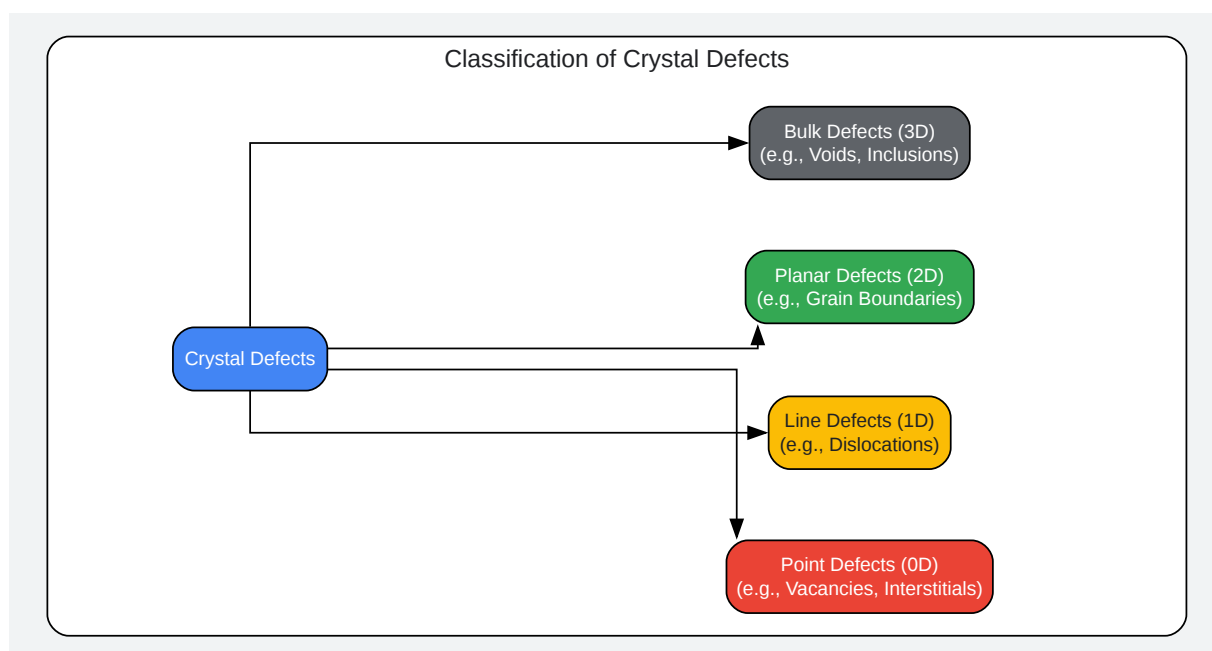 Classification of Crystal Defects
Bulk Defects (3D)
(e.g., Voids, Inclusions)
Planar Defects (2D)
(e.g., Grain Boundaries)
Crystal Defects
Line Defects (1D)
(e.g., Dislocations)
Point Defects (0D)
(e.g., Vacancies, Interstitials)